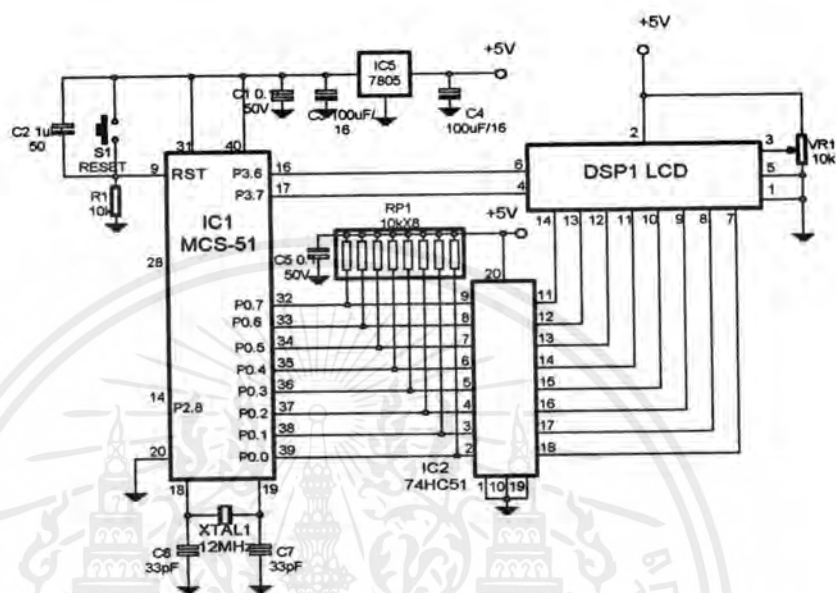 +5V
+5V
IC5
7805
C2 1u
50
S1
RESET
C1 0.
50V
C3 100uF/
16
C4
100uF/16
31
40
2
3
VR1
10k
9
RST
P3.6
16
6
DSP1 LCD
5
R1
10k
P3.7
17
4
1
IC1
MCS-51
RP1
10kX8
+5V
14
13
12
11
10
9
8
7
28
C5 0.
50V
20
P0.7
32
9
11
P0.6
33
8
12
P0.5
34
7
13
P0.4
35
6
14
P0.3
36
5
15
14
P2.8
P0.2
37
4
16
P0.1
38
3
17
20
P0.0
39
2
18
IC2
74HC51
1
10
19
18
19
XTAL1
12MHz
C6
33pF
C7
33pF